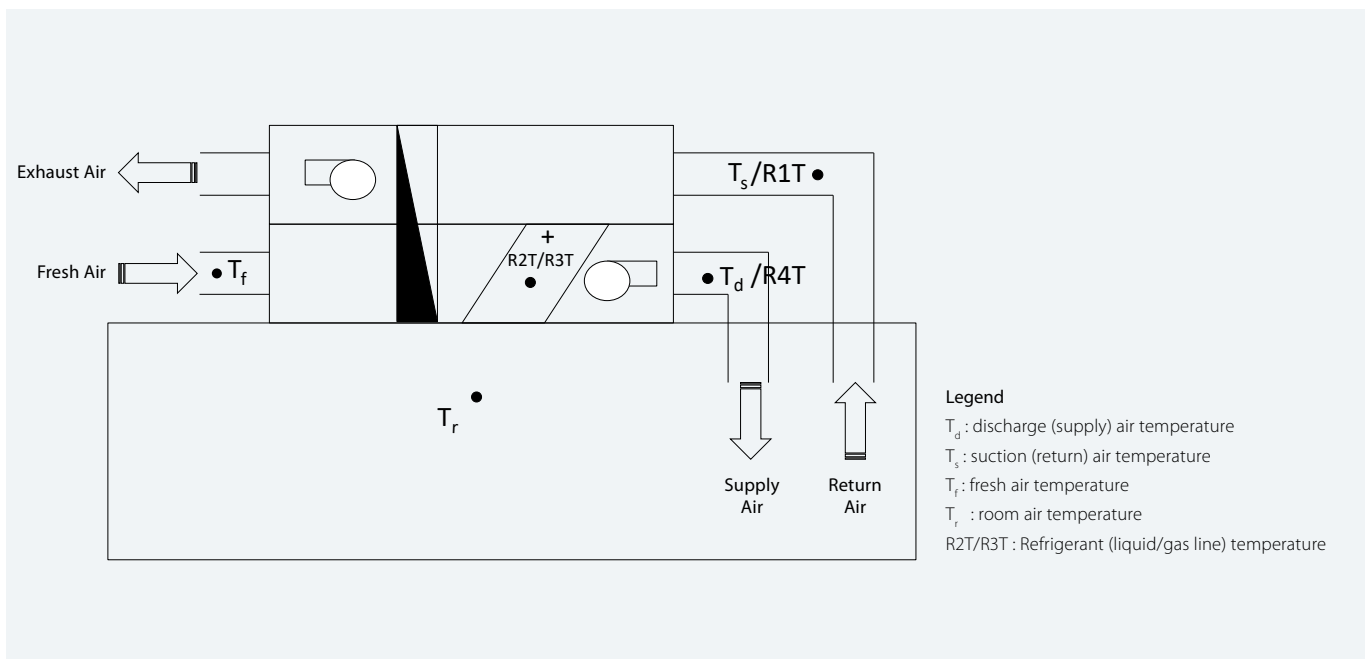 Exhaust Air
Fresh Air
T_s/R1T
+
R2T/R3T
T_f
T_d /R4T
T_r
Supply
Air
Return
Air
Legend
T_d : discharge (supply) air temperature
T_s : suction (return) air temperature
T_f : fresh air temperature
T_r : room air temperature
R2T/R3T : Refrigerant (liquid/gas line) temperature